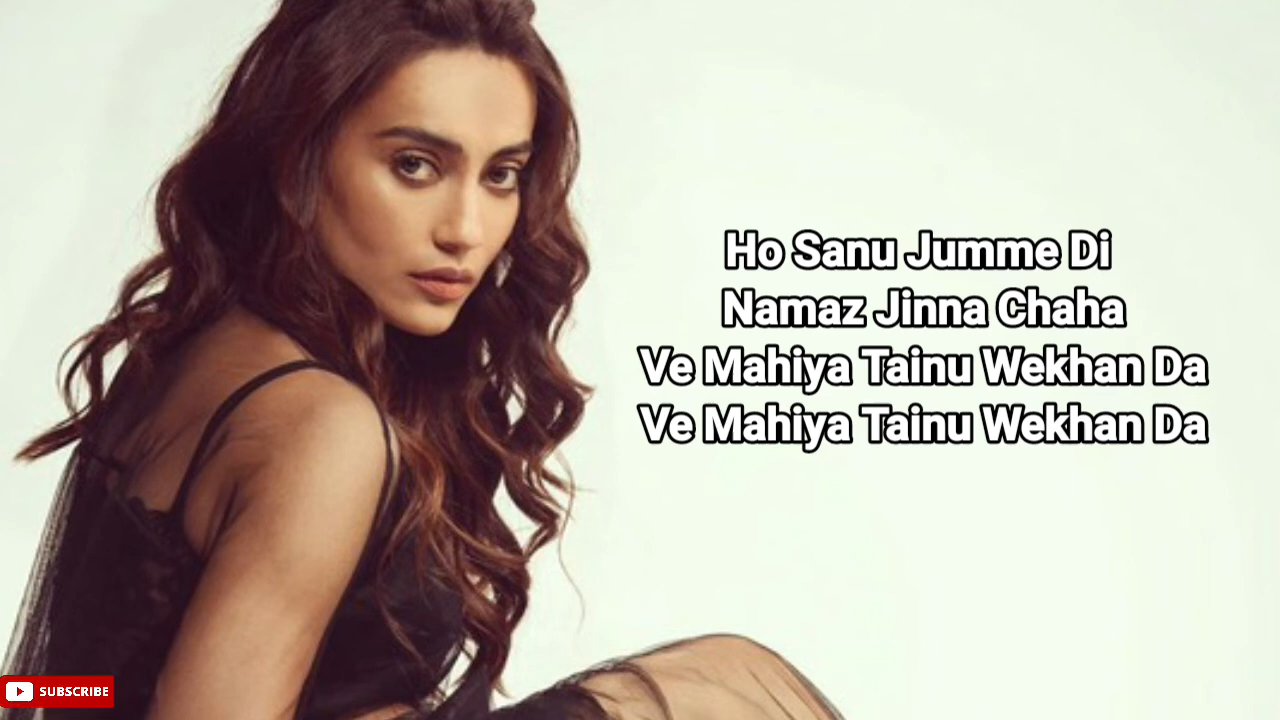 Ho Sanu Jumme Di
Namaz Jinna Chaha
Ve Mahiya Tainu Wekhan Da
Ve Mahiya Tainu Wekhan Da
SUBSCRIBE